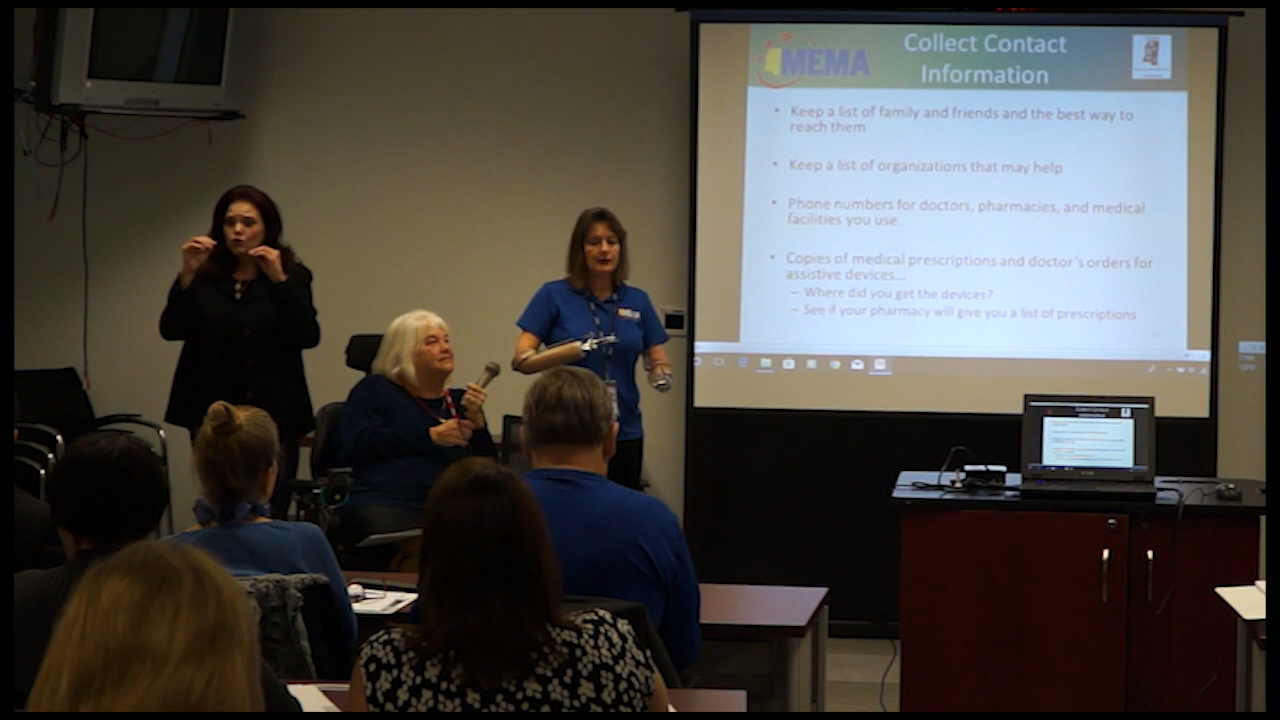 MEMA
Collect Contact
Information
• Keep a list of family and friends and the best way to
reach them
• Keep a list of organizations that may help
• Phone numbers for doctors, pharmacies, and medical
facilities you use.
• Copies of medical prescriptions and doctor's orders for
assistive devices...
– Where did you get the devices?
– See if your pharmacy will give you a list of prescriptions
Collect Contact
Information